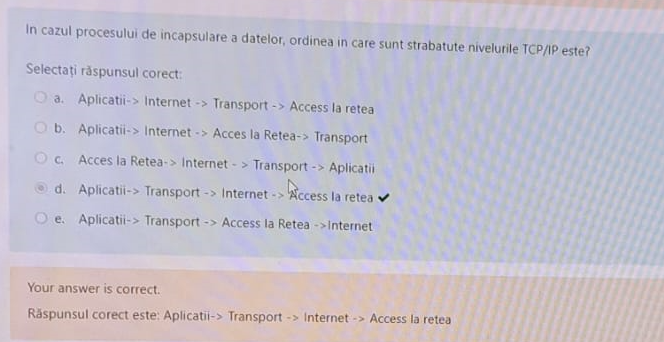 In cazul procesului de incapsulare a datelor, ordinea in care sunt strabatute nivelurile TCP/IP este?
Selectați răspunsul corect:
a. Aplicatii-> Internet -> Transport -> Access la retea
b. Aplicatii-> Internet -> Acces la Retea-> Transport
c. Acces la Retea-> Internet - > Transport -> Aplicatii
d. Aplicatii-> Transport -> Internet -> Access la retea ✔
e. Aplicatii-> Transport -> Access la Retea ->Internet
Your answer is correct.
Răspunsul corect este: Aplicatii-> Transport -> Internet -> Access la retea